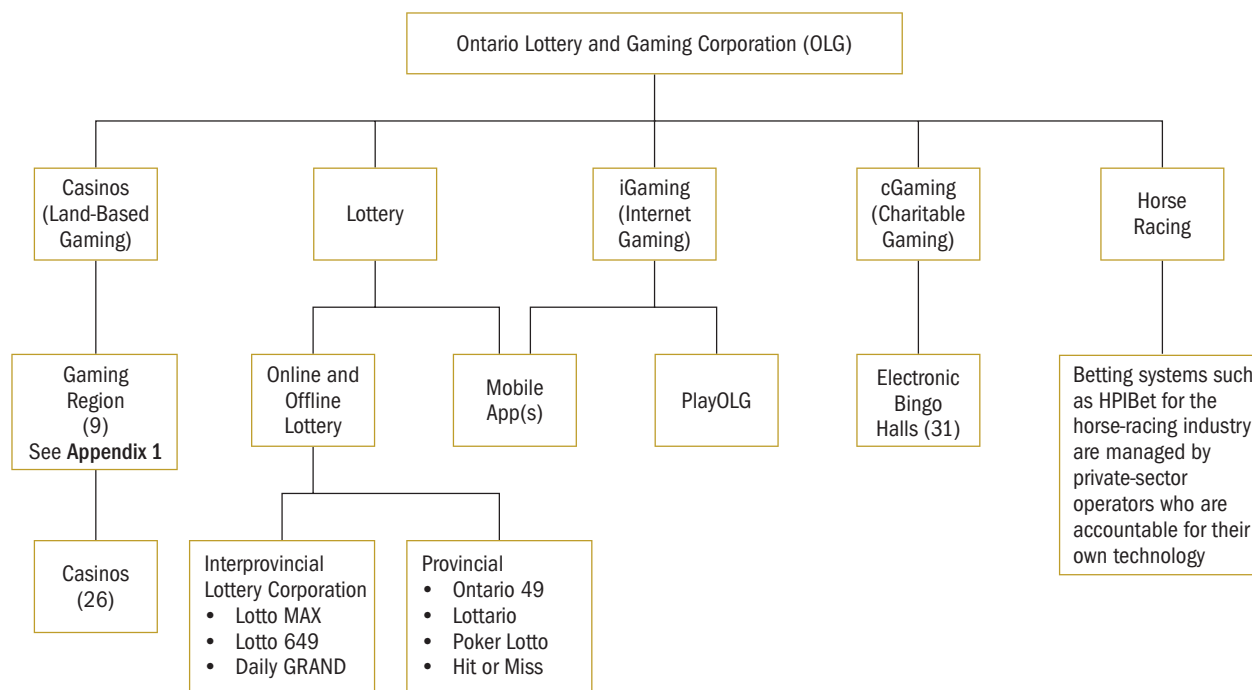 Ontario Lottery and Gaming Corporation (OLG)
Casinos
(Land-Based
Gaming)
Lottery
iGaming
(Internet
Gaming)
cGaming
(Charitable
Gaming)
Horse
Racing
Gaming
Region
(9)
See Appendix 1
Online and
Offline
Lottery
Mobile
App(s)
PlayOLG
Electronic
Bingo
Halls (31)
Betting systems such
as HPIBet for the
horse-racing industry
are managed by
private-sector
operators who are
accountable for their
own technology
Casinos
(26)
Interprovincial
Lottery Corporation
• Lotto MAX
• Lotto 649
• Daily GRAND
Provincial
• Ontario 49
• Lottario
• Poker Lotto
• Hit or Miss